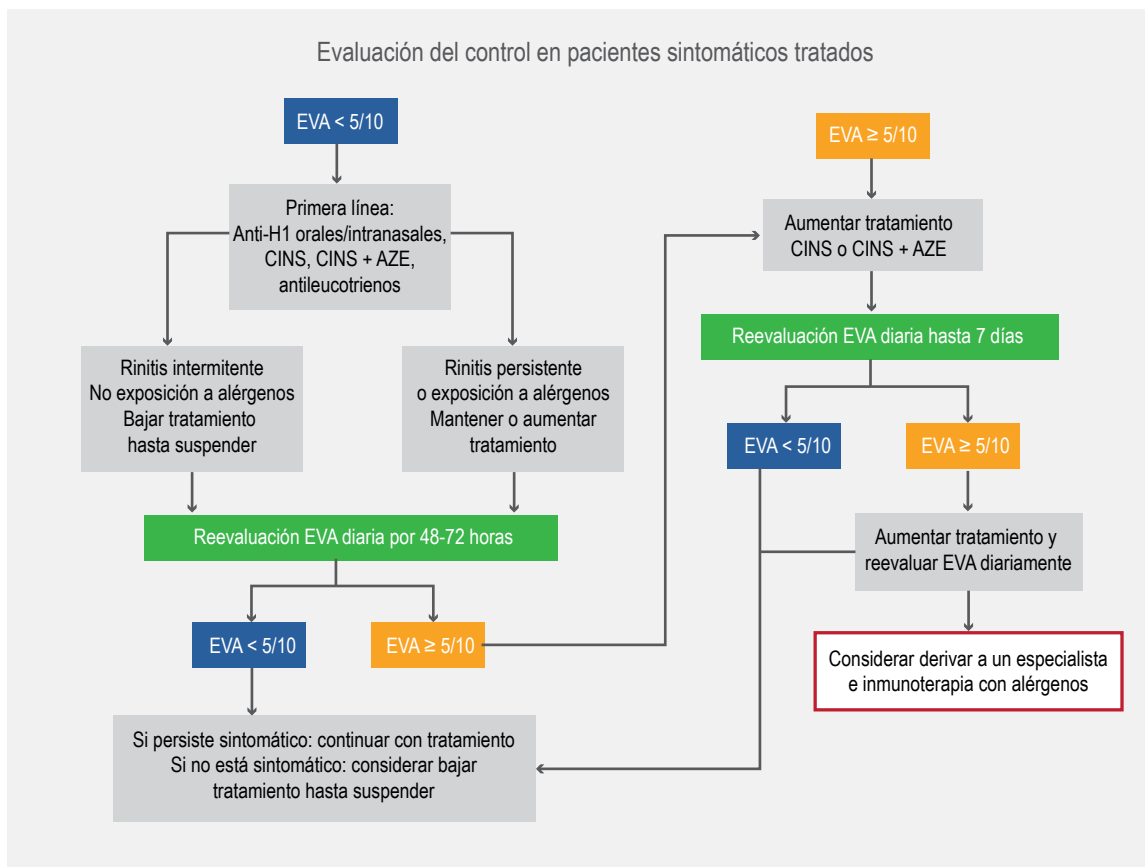 Evaluación del control en pacientes sintomáticos tratados
EVA < 5/10
Primera línea:
Anti-H1 orales/intranasales,
CINS, CINS + AZE,
antileucotrienos
Rinitis intermitente
No exposición a alérgenos
Bajar tratamiento
hasta suspender
Rinitis persistente
o exposición a alérgenos
Mantener o aumentar
tratamiento
Reevaluación EVA diaria por 48-72 horas
EVA < 5/10
EVA ≥ 5/10
Si persiste sintomático: continuar con tratamiento
Si no está sintomático: considerar bajar
tratamiento hasta suspender
EVA ≥ 5/10
Aumentar tratamiento
CINS o CINS + AZE
Reevaluación EVA diaria hasta 7 días
EVA < 5/10
EVA ≥ 5/10
Aumentar tratamiento y
reevaluar EVA diariamente
Considerar derivar a un especialista
e inmunoterapia con alérgenos